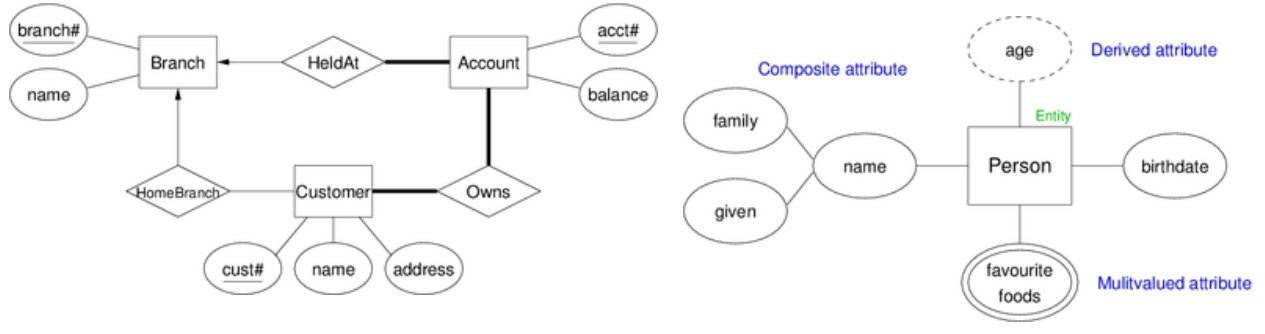 branch#
name
Branch
HeldAt
Account
acct#
balance
HomeBranch
Customer
Owns
cust#
name
address
age
Derived attribute
Composite attribute
Entity
family
given
name
Person
birthdate
favourite
foods
Mulitvalued attribute